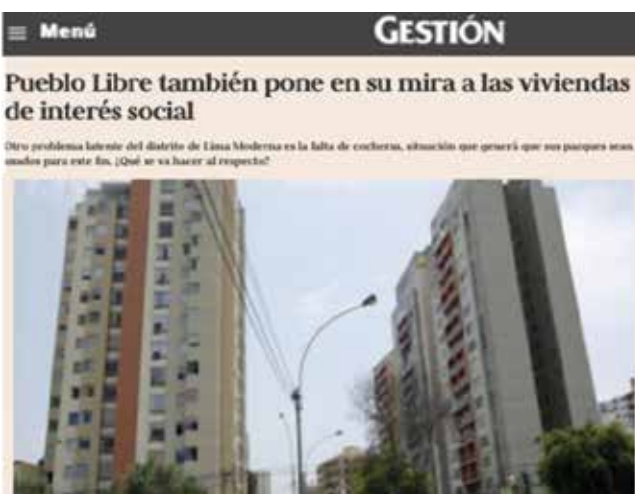 Menú
GESTIÓN
Pueblo Libre también pone en su mira a las viviendas
de interés social
Otro problema latente del distrito de Lima Moderna es la falta de cocheras, situación que generá que sus parques sean
usados para este fin. ¿Qué se va hacer al respecto?